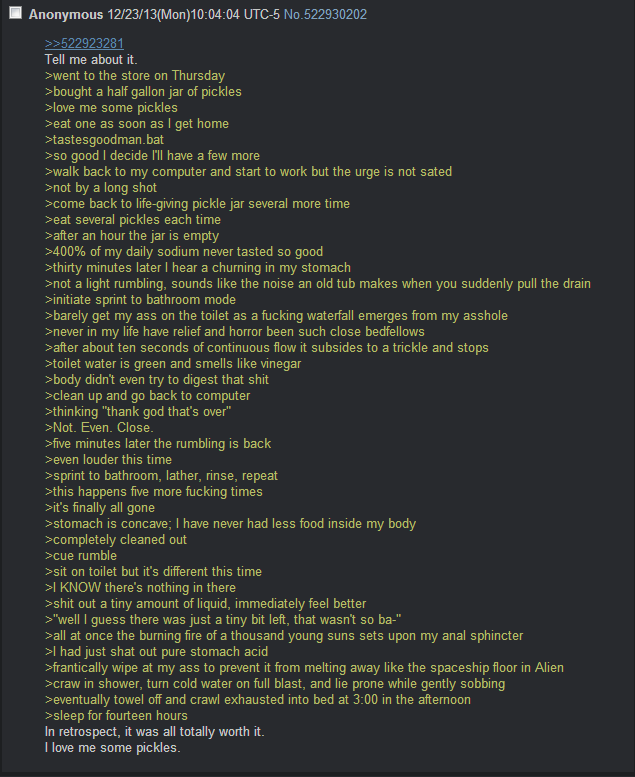 Anonymous 12/23/13(Mon)10:04:04 UTC-5 No.522930202
>>522923281
Tell me about it.
>went to the store on Thursday
>bought a half gallon jar of pickles
>love me some pickles
>eat one as soon as I get home
>tastesgoodman.bat
>so good I decide I'll have a few more
>walk back to my computer and start to work but the urge is not sated
>not by a long shot
>come back to life-giving pickle jar several more time
>eat several pickles each time
>after an hour the jar is empty
>400% of my daily sodium never tasted so good
>thirty minutes later I hear a churning in my stomach
>not a light rumbling, sounds like the noise an old tub makes when you suddenly pull the drain
>initiate sprint to bathroom mode
>barely get my ass on the toilet as a fucking waterfall emerges from my asshole
>never in my life have relief and horror been such close bedfellows
>after about ten seconds of continuous flow it subsides to a trickle and stops
>toilet water is green and smells like vinegar
>body didn't even try to digest that shit
>clean up and go back to computer
>thinking "thank god that's over"
>Not. Even. Close.
>five minutes later the rumbling is back
>even louder this time
>sprint to bathroom, lather, rinse, repeat
>this happens five more fucking times
>it's finally all gone
>stomach is concave; I have never had less food inside my body
>completely cleaned out
>cue rumble
>sit on toilet but it's different this time
>I KNOW there's nothing in there
>shit out a tiny amount of liquid, immediately feel better
>"well I guess there was just a tiny bit left, that wasn't so ba-"
>all at once the burning fire of a thousand young suns sets upon my anal sphincter
>I had just shat out pure stomach acid
>frantically wipe at my ass to prevent it from melting away like the spaceship floor in Alien
>craw in shower, turn cold water on full blast, and lie prone while gently sobbing
>eventually towel off and crawl exhausted into bed at 3:00 in the afternoon
>sleep for fourteen hours
In retrospect, it was all totally worth it.
I love me some pickles.